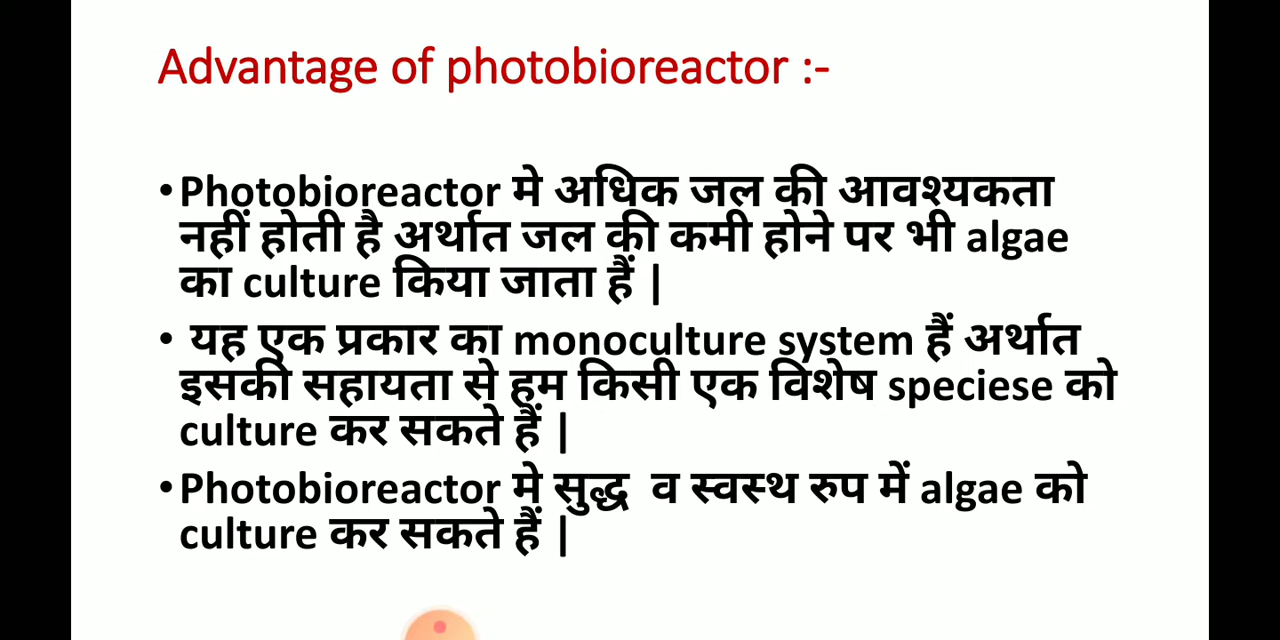 Advantage of photobioreactor :-
•Photobioreactor मे अधिक जल की आवश्यकता
नहीं होती है अर्थात जल की कमी होने पर भी algae
का culture किया जाता हैं |
• यह एक प्रकार का monoculture system हैं अर्थात
इसकी सहायता से हम किसी एक विशेष speciese को
culture कर सकते हैं |
•Photobioreactor मे सुद्ध व स्वस्थ रुप में algae को
culture कर सकते हैं |